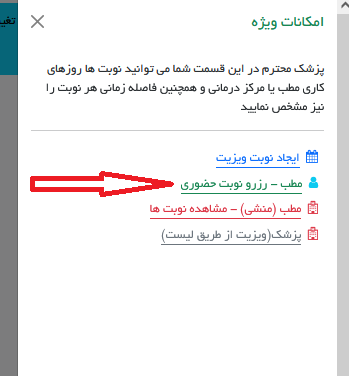 امکانات ویژه
تغی
پزشک محترم در این قسمت شما می توانید نوبت ها روزهای
کاری مطب یا مرکز درمانی و همچنین فاصله زمانی هر نوبت را
نیز مشخص نمایید
ایجاد نوبت ویزیت
مطب – رزرو نوبت حضوری
مطب (منشی) – مشاهده نوبت ها
پزشک(ویزیت از طریق لیست)